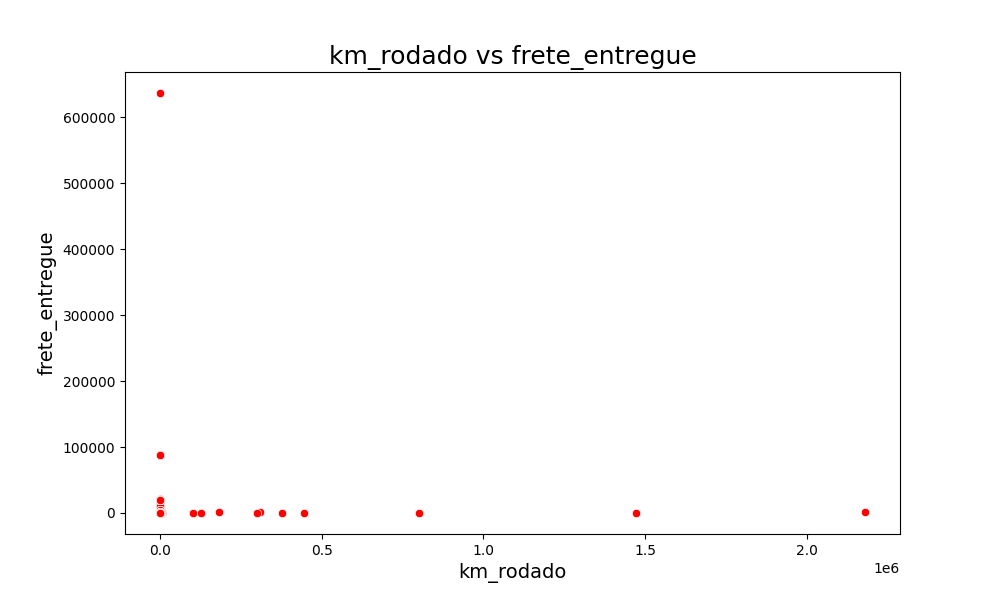 km_rodado vs frete_entregue
600000
500000
400000
300000
200000
100000
0
frete_entregue
0.0 0.5 1.0 1.5 2.0
1e6
km_rodado